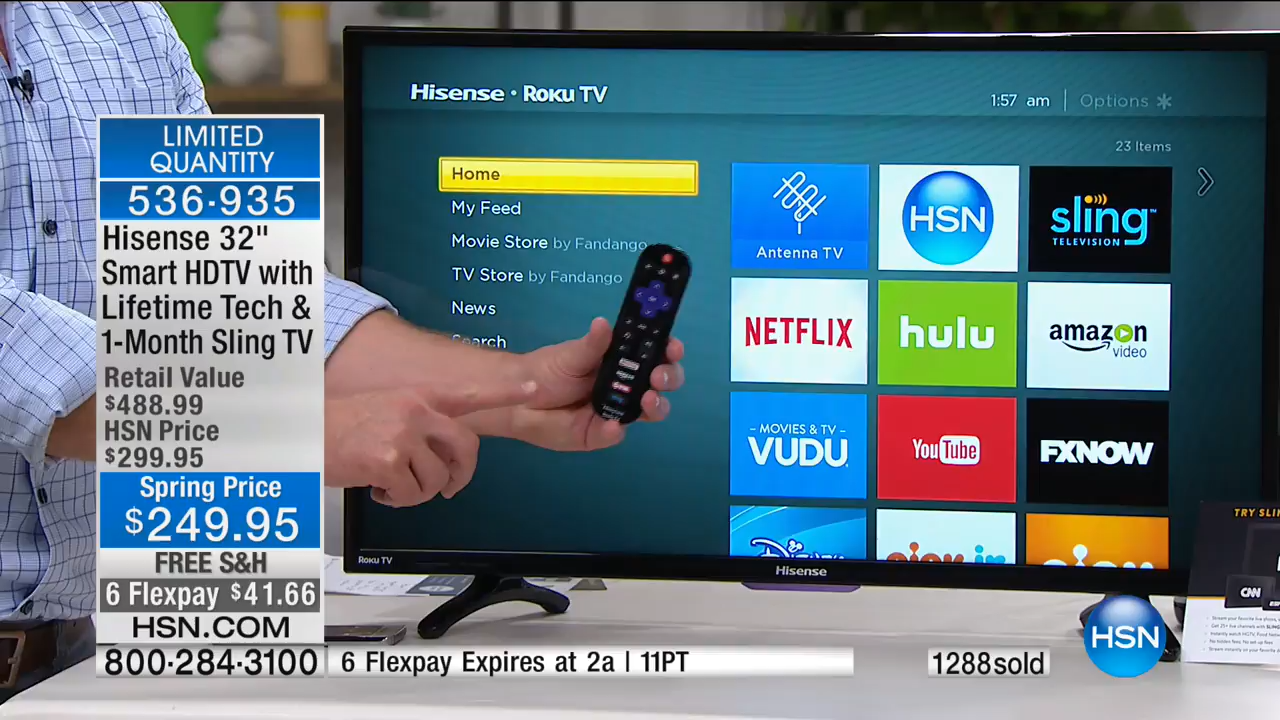 LIMITED
QUANTITY
536-935
Hisense 32"
Smart HDTV with
Lifetime Tech &
1-Month Sling TV
Retail Value
$488.99
HSN Price
$299.95
Spring Price
$249.95
FREE S&H
6 Flexpay $41.66
HSN.COM
800-284-3100
6 Flexpay Expires at 2a | 11PT
1288sold
HSN
Hisense • Roku TV
1:57 am | Options
23 Items
Home
My Feed
Movie Store by Fandango
TV Store by Fandango
News
Search
Antenna TV
HSN
sling
TELEVISION
NETFLIX
hulu
amazon
video
MOVIES & TV
VUDU
YouTube
FXNOW
Disney
Roku TV
Hisense
TRY
CNN